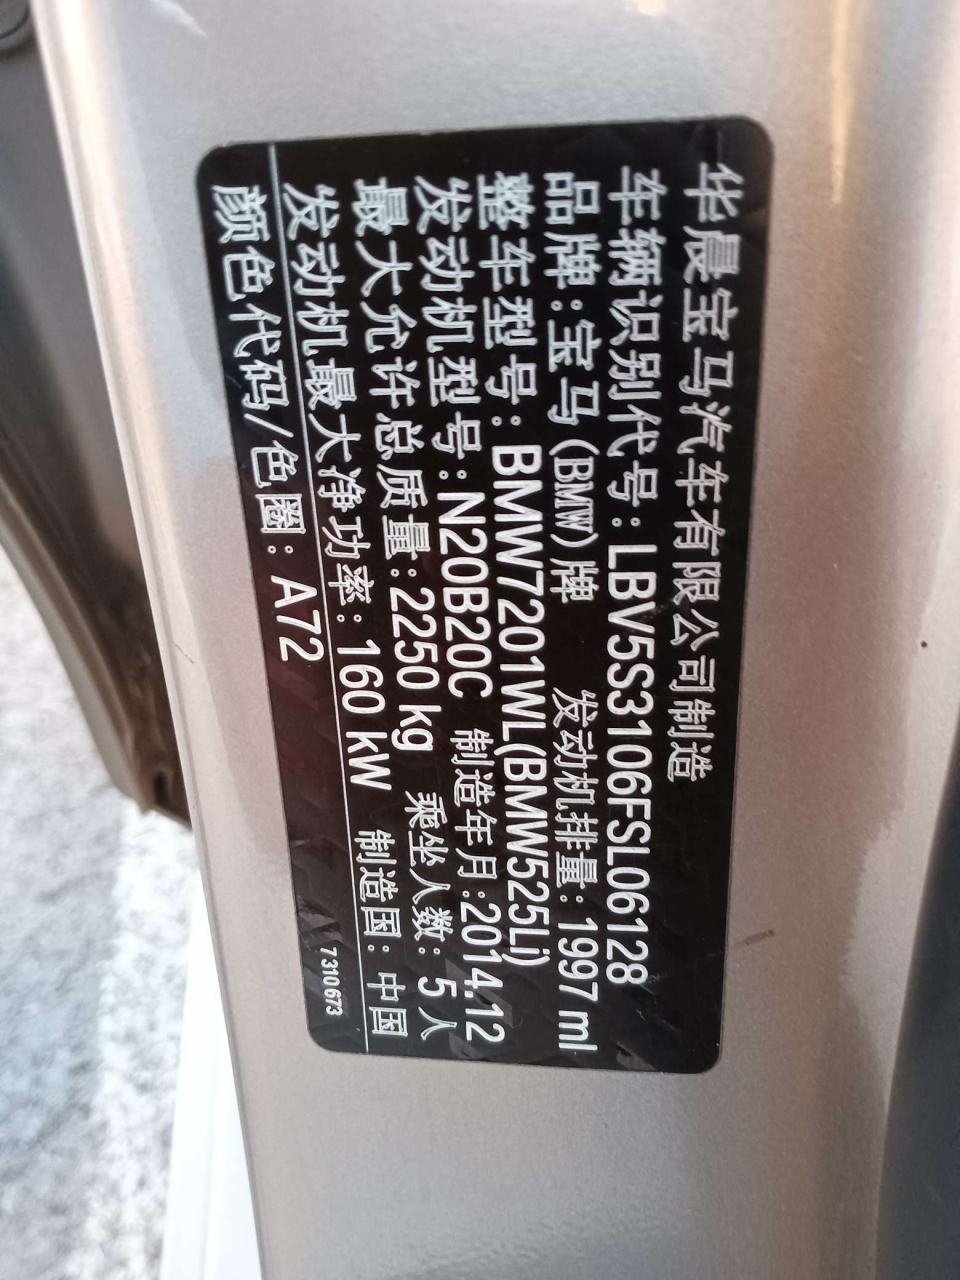 华晨宝马汽车有限公司制造
车辆识别代号:LBV5S3106FSL06128
品牌:宝马(BMW)牌 发动机排量:1997 ml
整车型号:BMW7201WL(BMW525Li)
发动机型号:N20B20C 制造年月:2014.12
最大允许总质量:2250 kg 乘坐人数:5人
发动机最大净功率:160 kW 制造国:中国
颜色代码/色圈:A72
7310673